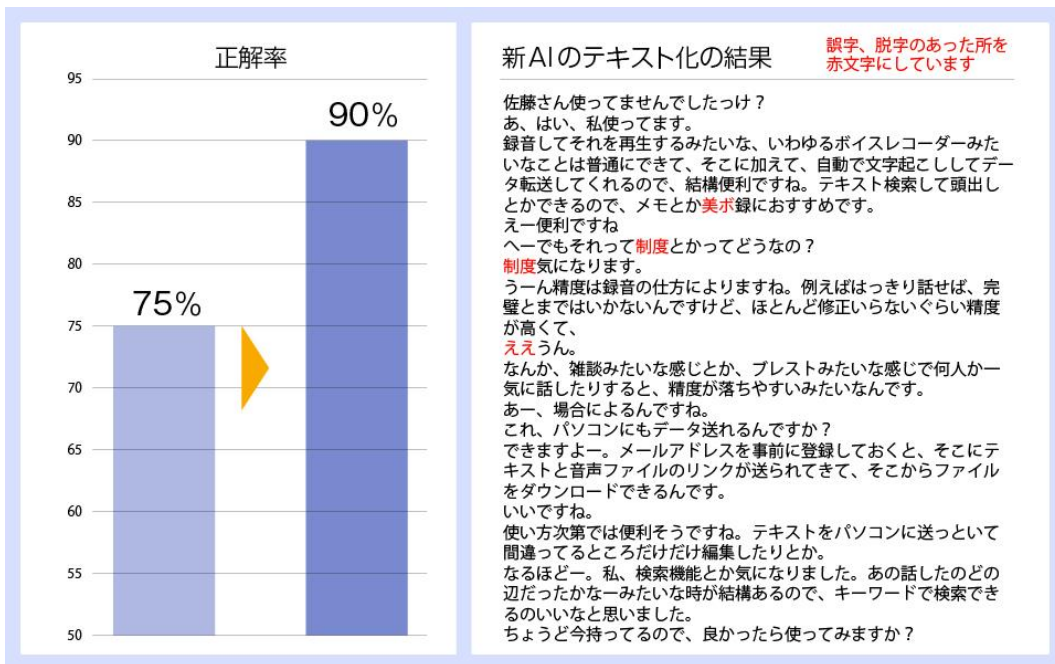 正解率
95
90%
90
85
80
75%
75
70
65
60
55
50
新AIのテキスト化の結果
誤字、脱字のあった所を
赤文字にしています
佐藤さん使ってませんでしたっけ？
あ、はい、私使ってます。
録音してそれを再生するみたいな、いわゆるボイスレコーダーみた
いなことは普通にできて、そこに加えて、自動で文字起こししてデー
タ転送してくれるので、結構便利ですね。テキスト検索して頭出し
とかできるので、メモとか美ボ録におすすめです。
えー便利ですね
へーでもそれって制度とかってどうなの？
制度気になります。
うーん精度は録音の仕方によりますね。例えばはっきり話せば、完
璧とまではいかないんですけど、ほとんど修正いらないぐらい精度
が高くて、
ええうん。
なんか、雑談みたいな感じとか、ブレストみたいな感じで何人か一
気に話したりすると、精度が落ちやすいみたいなんです。
あー、場合によるんですね。
これ、パソコンにもデータ送れるんですか？
できますよー。メールアドレスを事前に登録しておくと、そこにテ
キストと音声ファイルのリンクが送られてきて、そこからファイル
をダウンロードできるんです。
いいですね。
使い方次第では便利そうですね。テキストをパソコンに送っといて
間違ってるところだけだけ編集したりとか。
なるほどー。私、検索機能とか気になりました。あの話したのどの
辺だったかなーみたいな時が結構あるので、キーワードで検索でき
るのいいなと思いました。
ちょうど今持ってるので、良かったら使ってみますか？